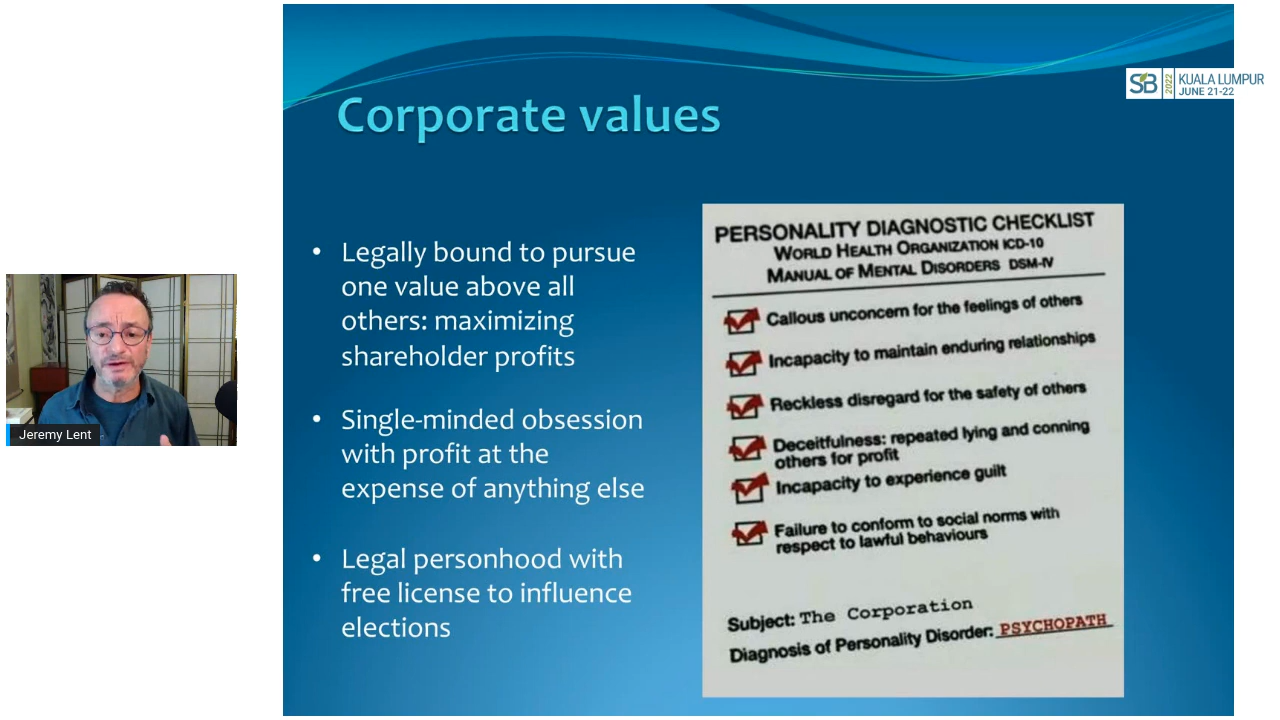 Corporate values
SB 2022 KUALA LUMPUR
JUNE 21-22
• Legally bound to pursue
one value above all
others: maximizing
shareholder profits
• Single-minded obsession
with profit at the
expense of anything else
• Legal personhood with
free license to influence
elections
PERSONALITY DIAGNOSTIC CHECKLIST
WORLD HEALTH ORGANIZATION ICD-10
MANUAL OF MENTAL DISORDERS DSM-IV
Callous unconcern for the feelings of others
Incapacity to maintain enduring relationships
Reckless disregard for the safety of others
Deceitfulness: repeated lying and conning
others for profit
Incapacity to experience guilt
Failure to conform to social norms with
respect to lawful behaviours
Subject: The Corporation
Diagnosis of Personality Disorder: PSYCHOPATH
Jeremy Lent